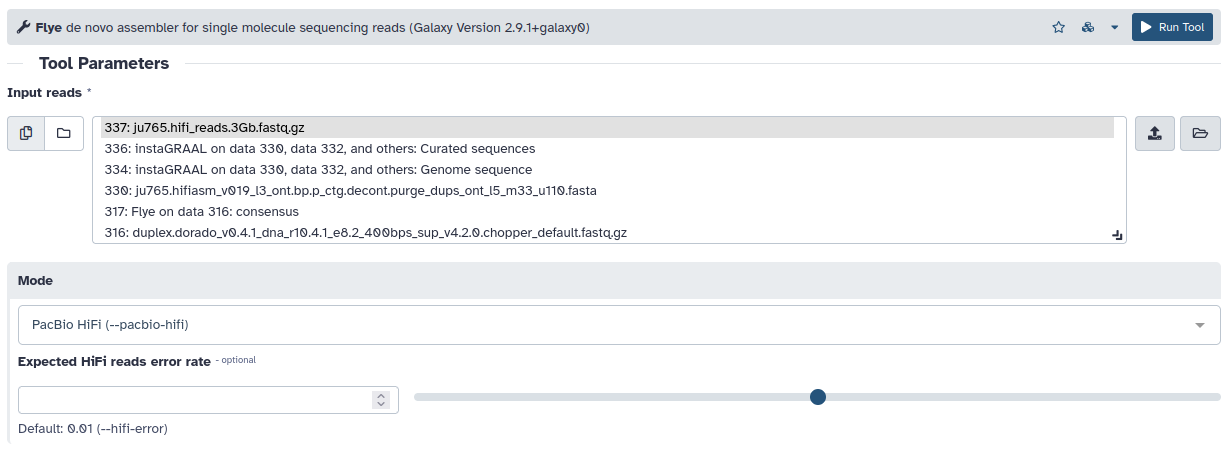 Flye de novo assembler for single molecule sequencing reads (Galaxy Version 2.9.1+galaxy0)
Run Tool
Tool Parameters
Input reads *
337: ju765.hifi_reads.3Gb.fastq.gz
336: instaGRAAL on data 330, data 332, and others: Curated sequences
334: instaGRAAL on data 330, data 332, and others: Genome sequence
330: ju765.hifiasm_v019_l3_ont.bp.p_ctg.decont.purge_dups_ont_l5_m33_u110.fasta
317: Flye on data 316: consensus
316: duplex.dorado_v0.4.1_dna_r10.4.1_e8.2_400bps_sup_v4.2.0.chopper_default.fastq.gz
Mode
PacBio HiFi (--pacbio-hifi)
Expected HiFi reads error rate - optional
Default: 0.01 (--hifi-error)